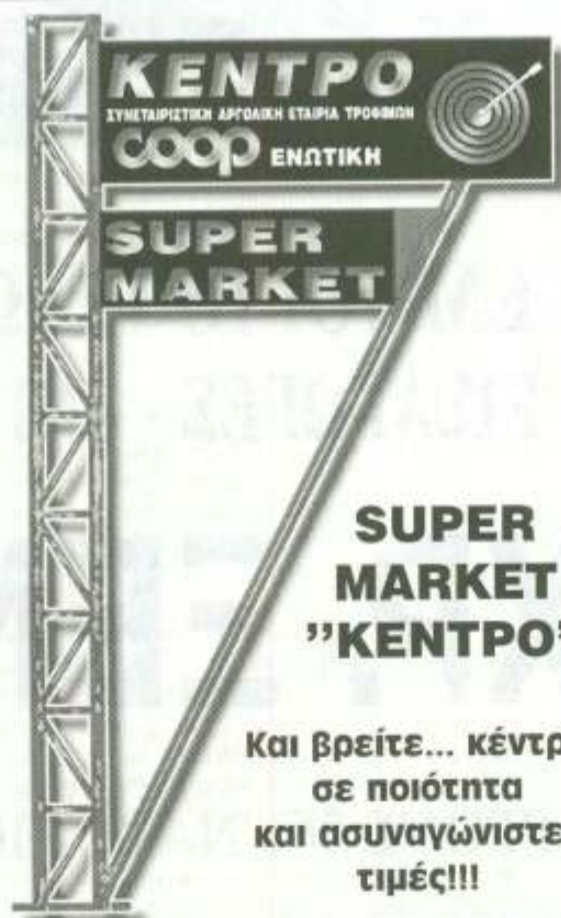 ΚΕΝΤΡΟ
ΣΥΝΕΤΑΙΡΙΣΤΙΚΗ ΑΡΓΟΛΙΚΗ ΕΤΑΙΡΙΑ ΤΡΟΦΙΜΩΝ
coop ΕΝΩΤΙΚΗ
SUPER
MARKET
SUPER
MARKET
"ΚΕΝΤΡΟ"
Και βρείτε... κέντρ
σε ποιότητα
και ασυναγώνιστε
τιμές!!!